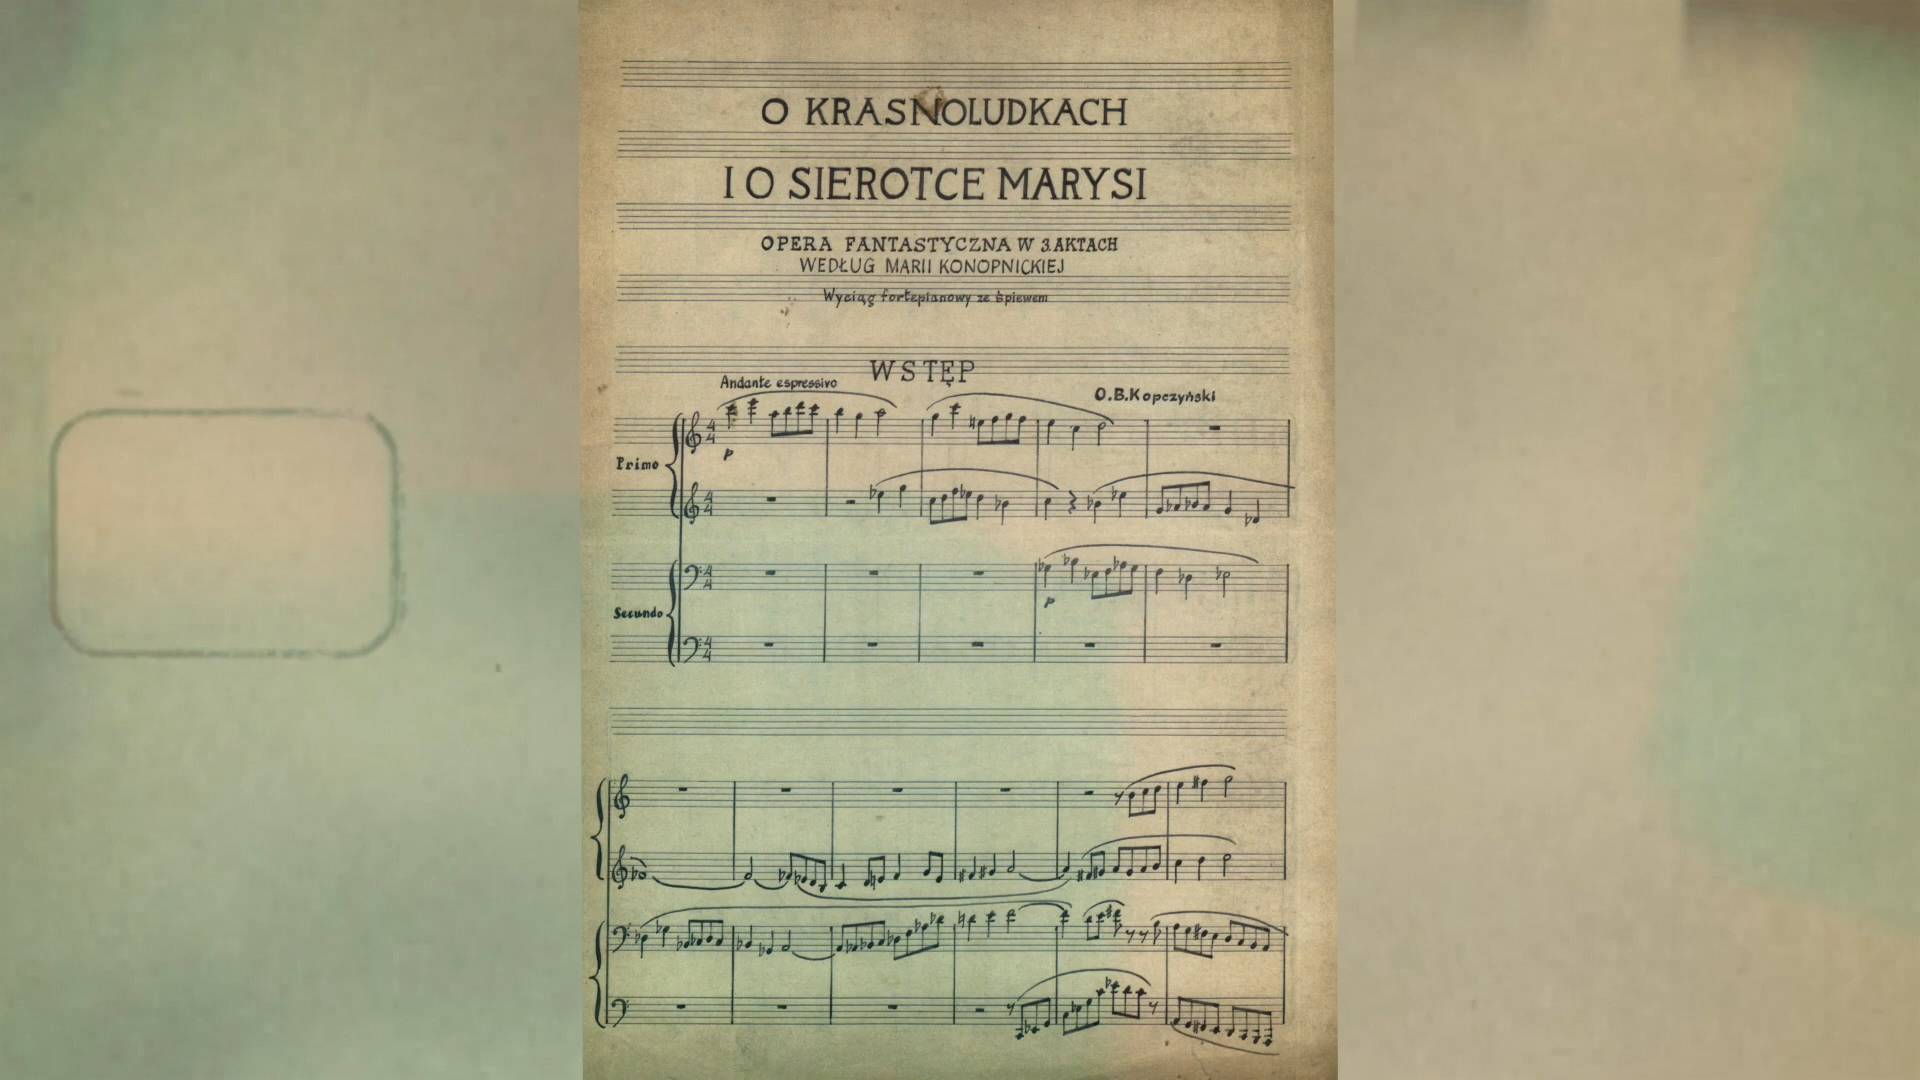 O KRASNOLUDKACH
I O SIEROTCE MARYSI
OPERA FANTASTYCZNA W 3. AKTACH
WEDŁUG MARII KONOPNICKIEJ
Wyciąg fortepianowy ze śpiewem
WSTĘP
Andante espressivo
O.B.Kopczyński
Primo
p
Secundo
p